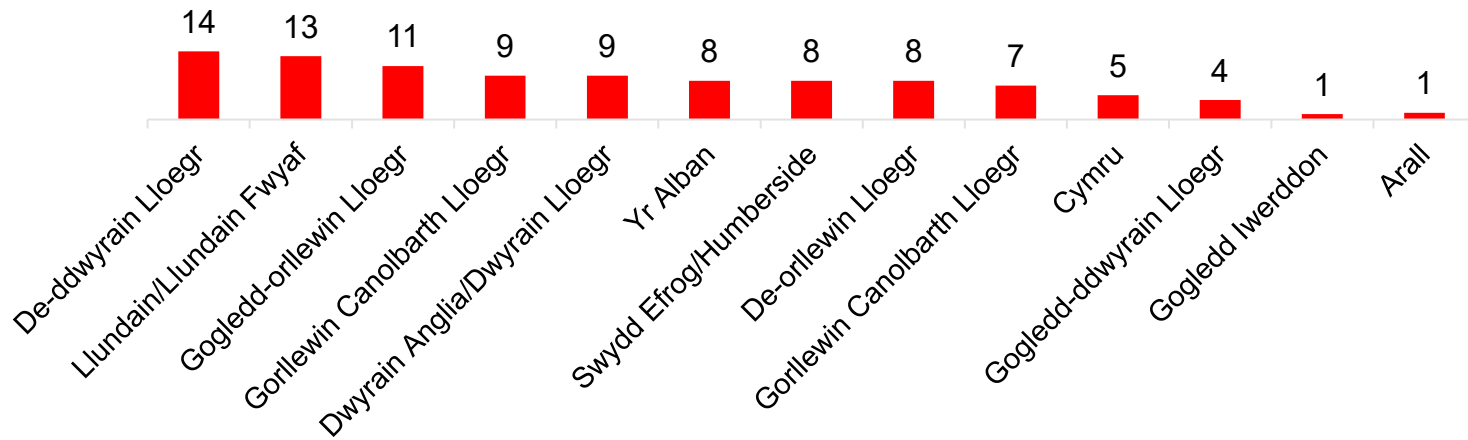 14
13
11
9
9
8
8
8
7
5
4
1
1
De-ddwyrain Lloegr
Llundain/Llundain Fwyaf
Gogledd-orllewin Lloegr
Gorllewin Canolbarth Lloegr
Dwyrain Anglia/Dwyrain Lloegr
Yr Alban
Swydd Efrog/Humberside
De-orllewin Lloegr
Gorllewin Canolbarth Lloegr
Cymru
Gogledd-ddwyrain Lloegr
Gogledd Iwerddon
Arall